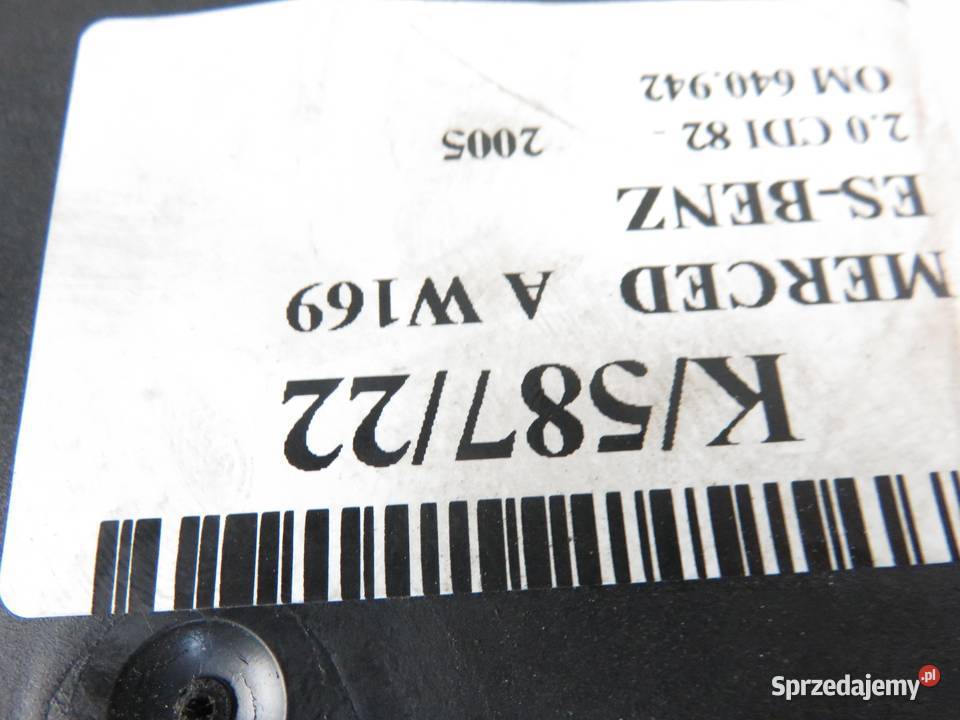 K/587/22
MERCED A W169
ES-BENZ
2.0 CDI 82 - 2005
OM 640.942
Sprzedajemy.pl